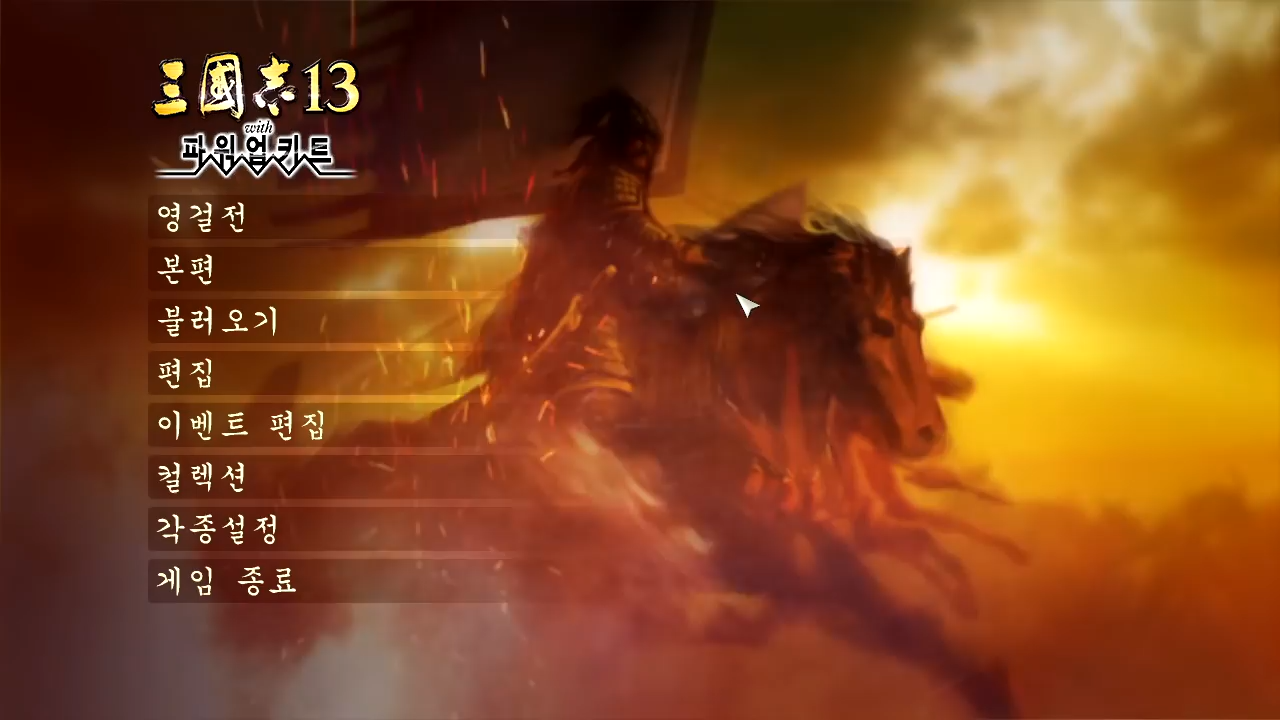 三國志13
with
파워업키트
영걸전
본편
불러오기
편집
이벤트 편집
컬렉션
각종설정
게임 종료